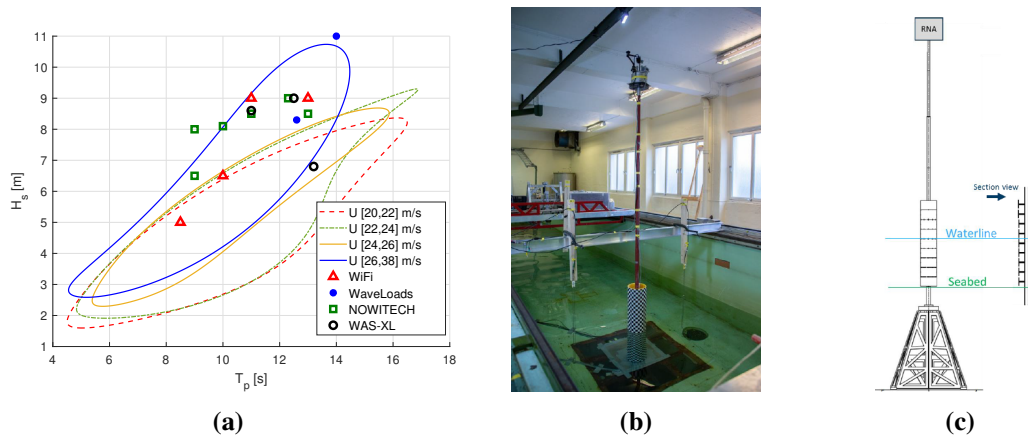 11
10
9
8
7
6
5
4
3
2
1
H_s [m]
4 6 8 10 12 14 16 18
T_p [s]
U [20,22] m/s
U [22,24] m/s
U [24,26] m/s
U [26,38] m/s
WiFi
WaveLoads
NOWITECH
WAS-XL
(a)
(b)
RNA
Section view
Waterline
Seabed
(c)